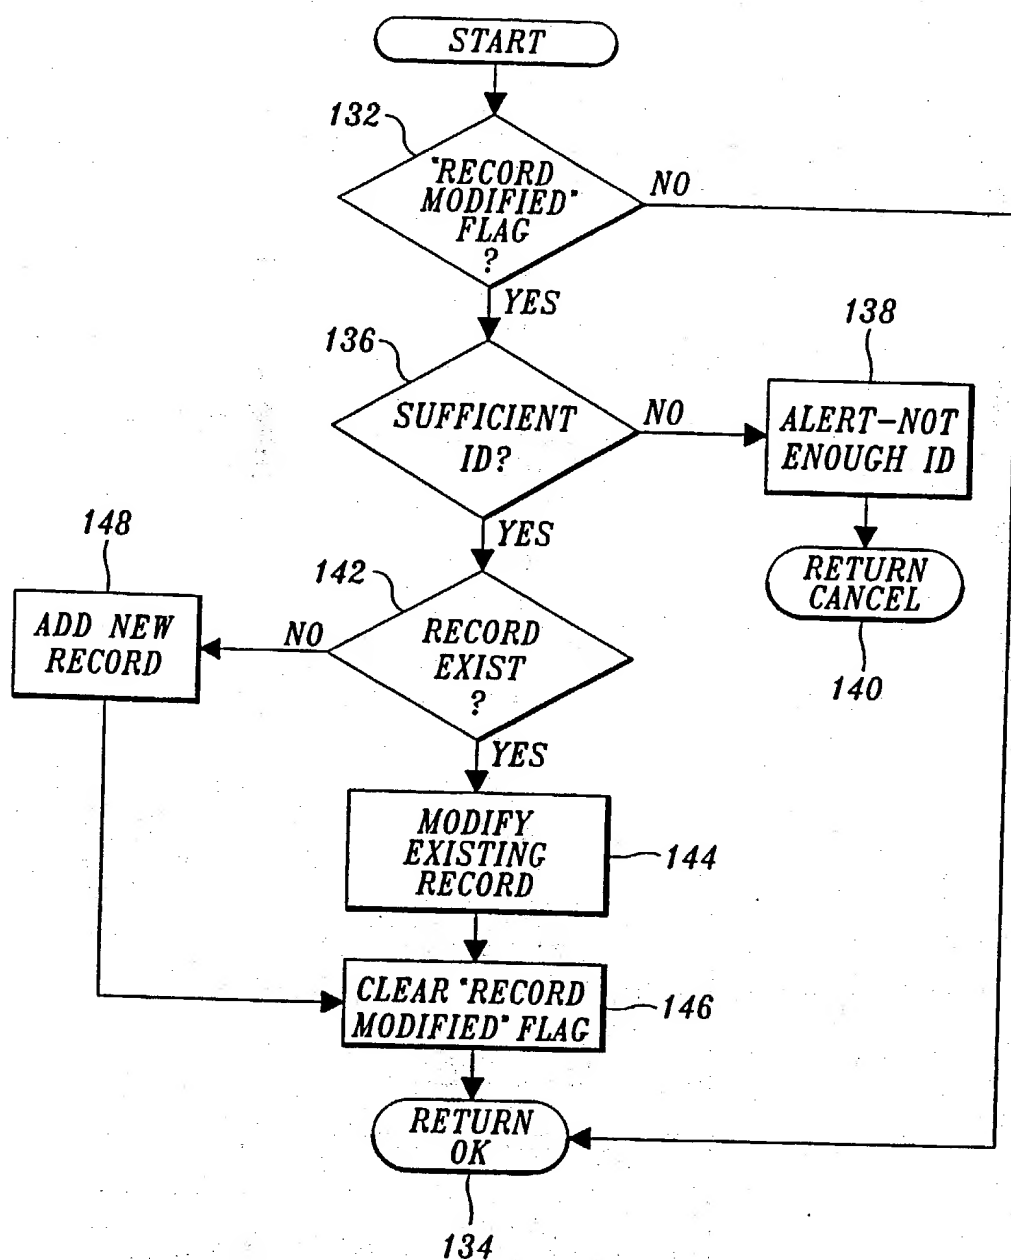 START
132
"RECORD
MODIFIED"
FLAG
?
NO
YES
136
SUFFICIENT
ID?
NO
138
ALERT-NOT
ENOUGH ID
YES
RETURN
CANCEL
140
142
RECORD
EXIST
?
NO
148
ADD NEW
RECORD
YES
MODIFY
EXISTING
RECORD
144
CLEAR "RECORD
MODIFIED" FLAG
146
RETURN
OK
134